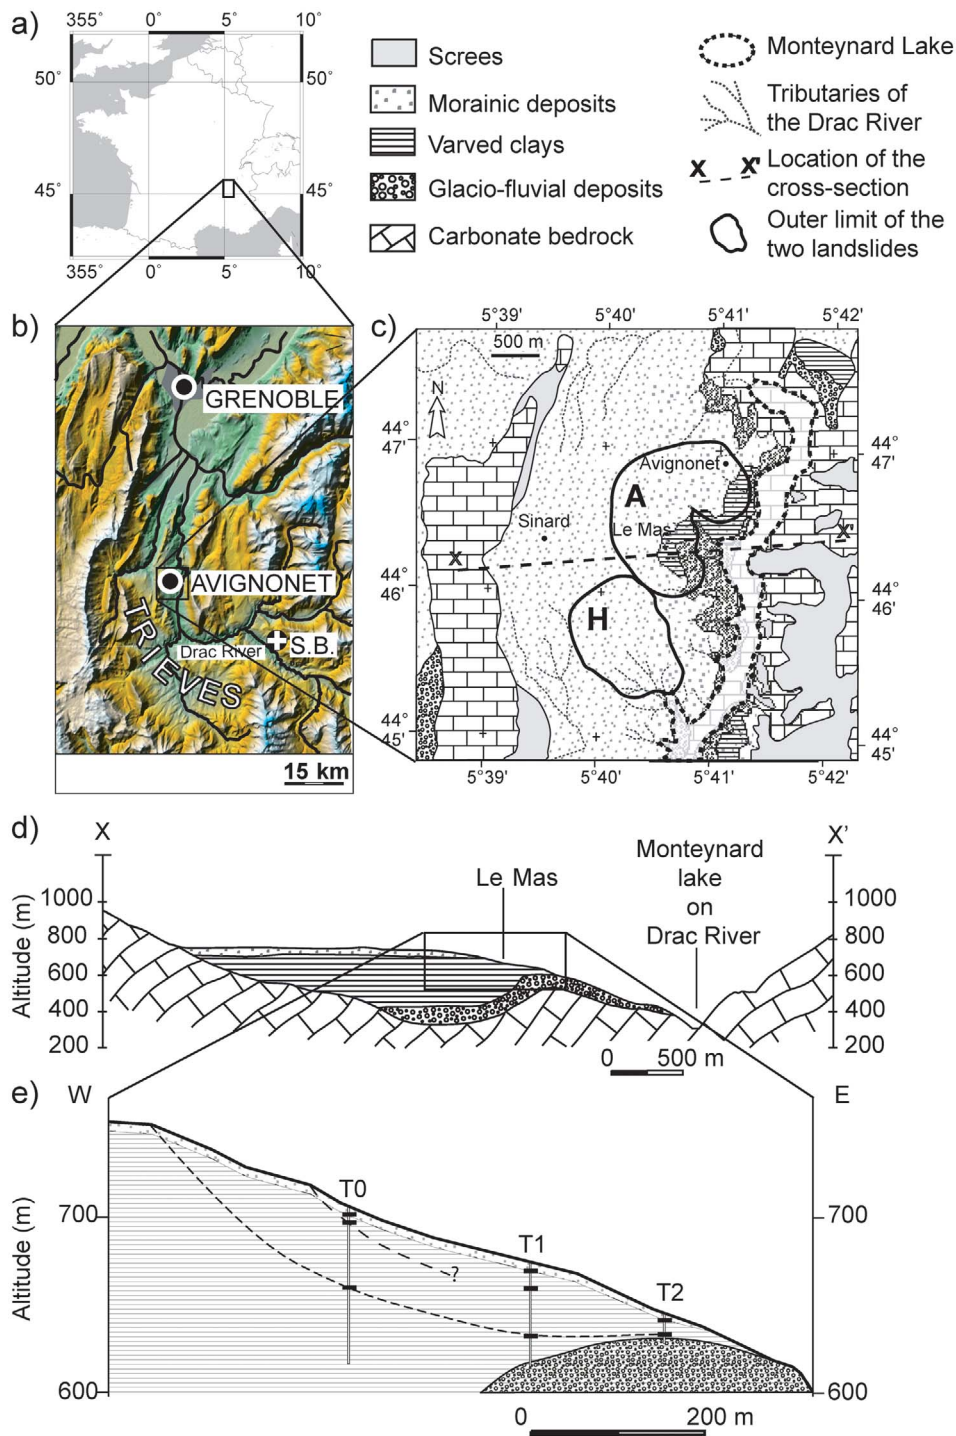 a)
355° 0° 5° 10°
50° 50°
45° 45°
355° 0° 5° 10°
Screes
Morainic deposits
Varved clays
Glacio-fluvial deposits
Carbonate bedrock
Monteynard Lake
Tributaries of
the Drac River
X X' Location of the
cross-section
Outer limit of the
two landslides
b)
GRENOBLE
AVIGNONET
S.B.
Drac River
TRIEVES
15 km
c)
5°39' 5°40' 5°41' 5°42'
500 m
N
44°
47'
44°
47'
Avignonet
A
Sinard
Le Mas
X X'
44°
46'
44°
46'
H
44°
45'
44°
45'
5°39' 5°40' 5°41' 5°42'
d)
X X'
Monteynard
lake
on
Drac River
Le Mas
Altitude (m)
1000 1000
800 800
600 600
400 400
200 200
0 500 m
e)
W E
Altitude (m)
T0
700 700
T1
?
T2
600 600
0 200 m